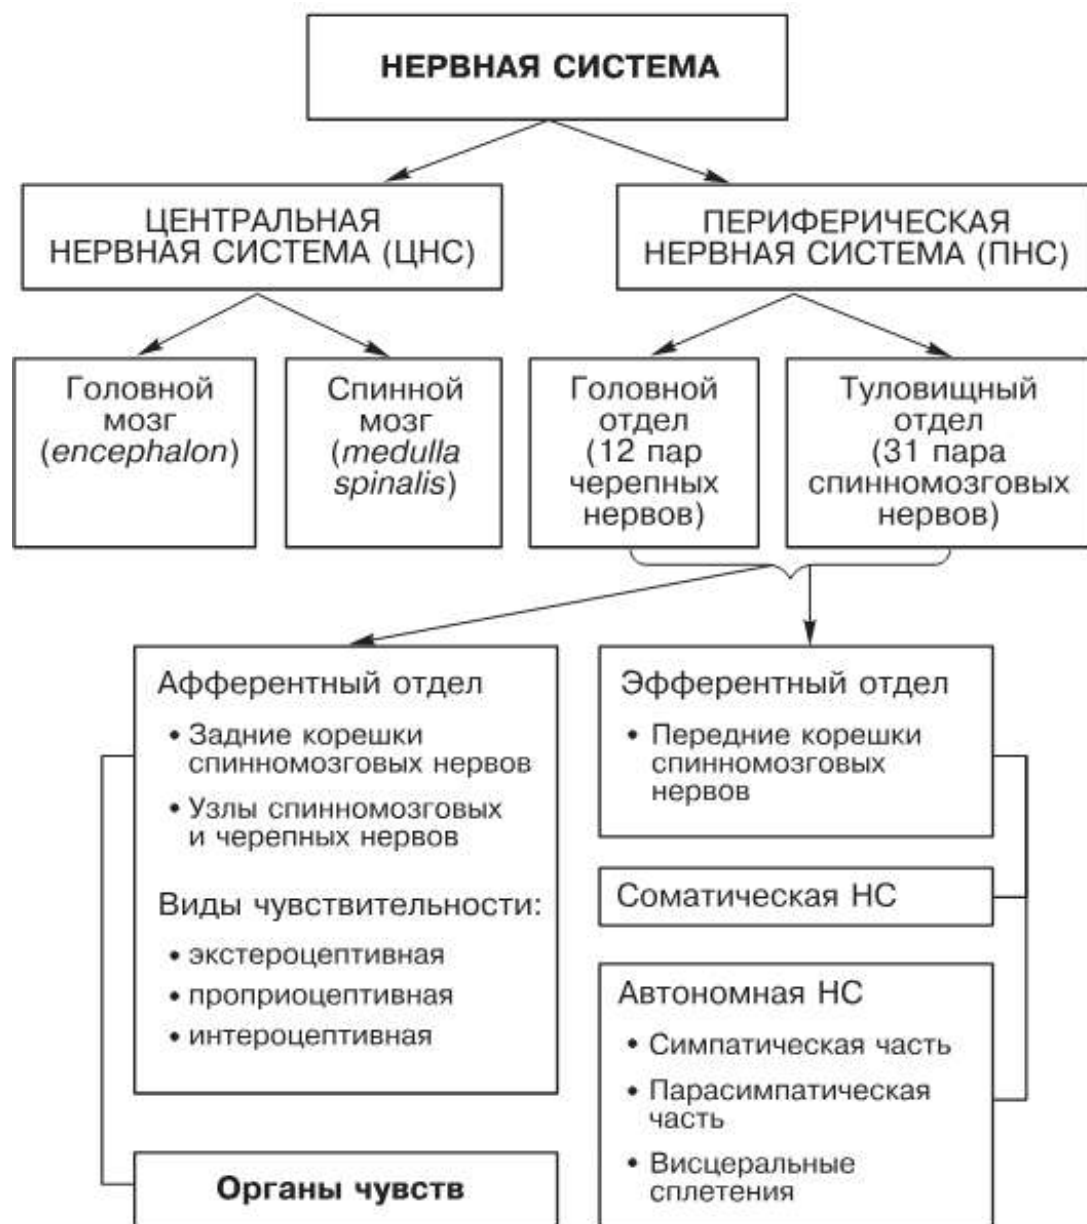 НЕРВНАЯ СИСТЕМА
ЦЕНТРАЛЬНАЯ
НЕРВНАЯ СИСТЕМА (ЦНС)
ПЕРИФЕРИЧЕСКАЯ
НЕРВНАЯ СИСТЕМА (ПНС)
Головной
мозг
(encephalon)
Спинной
мозг
(medulla
spinalis)
Головной
отдел
(12 пар
черепных
нервов)
Туловищный
отдел
(31 пара
спинномозговых
нервов)
Афферентный отдел
• Задние корешки
спинномозговых нервов
• Узлы спинномозговых
и черепных нервов
Виды чувствительности:
• экстероцептивная
• проприоцептивная
• интероцептивная
Органы чувств
Эфферентный отдел
• Передние корешки
спинномозговых
нервов
Соматическая НС
Автономная НС
• Симпатическая часть
• Парасимпатическая
часть
• Висцеральные
сплетения